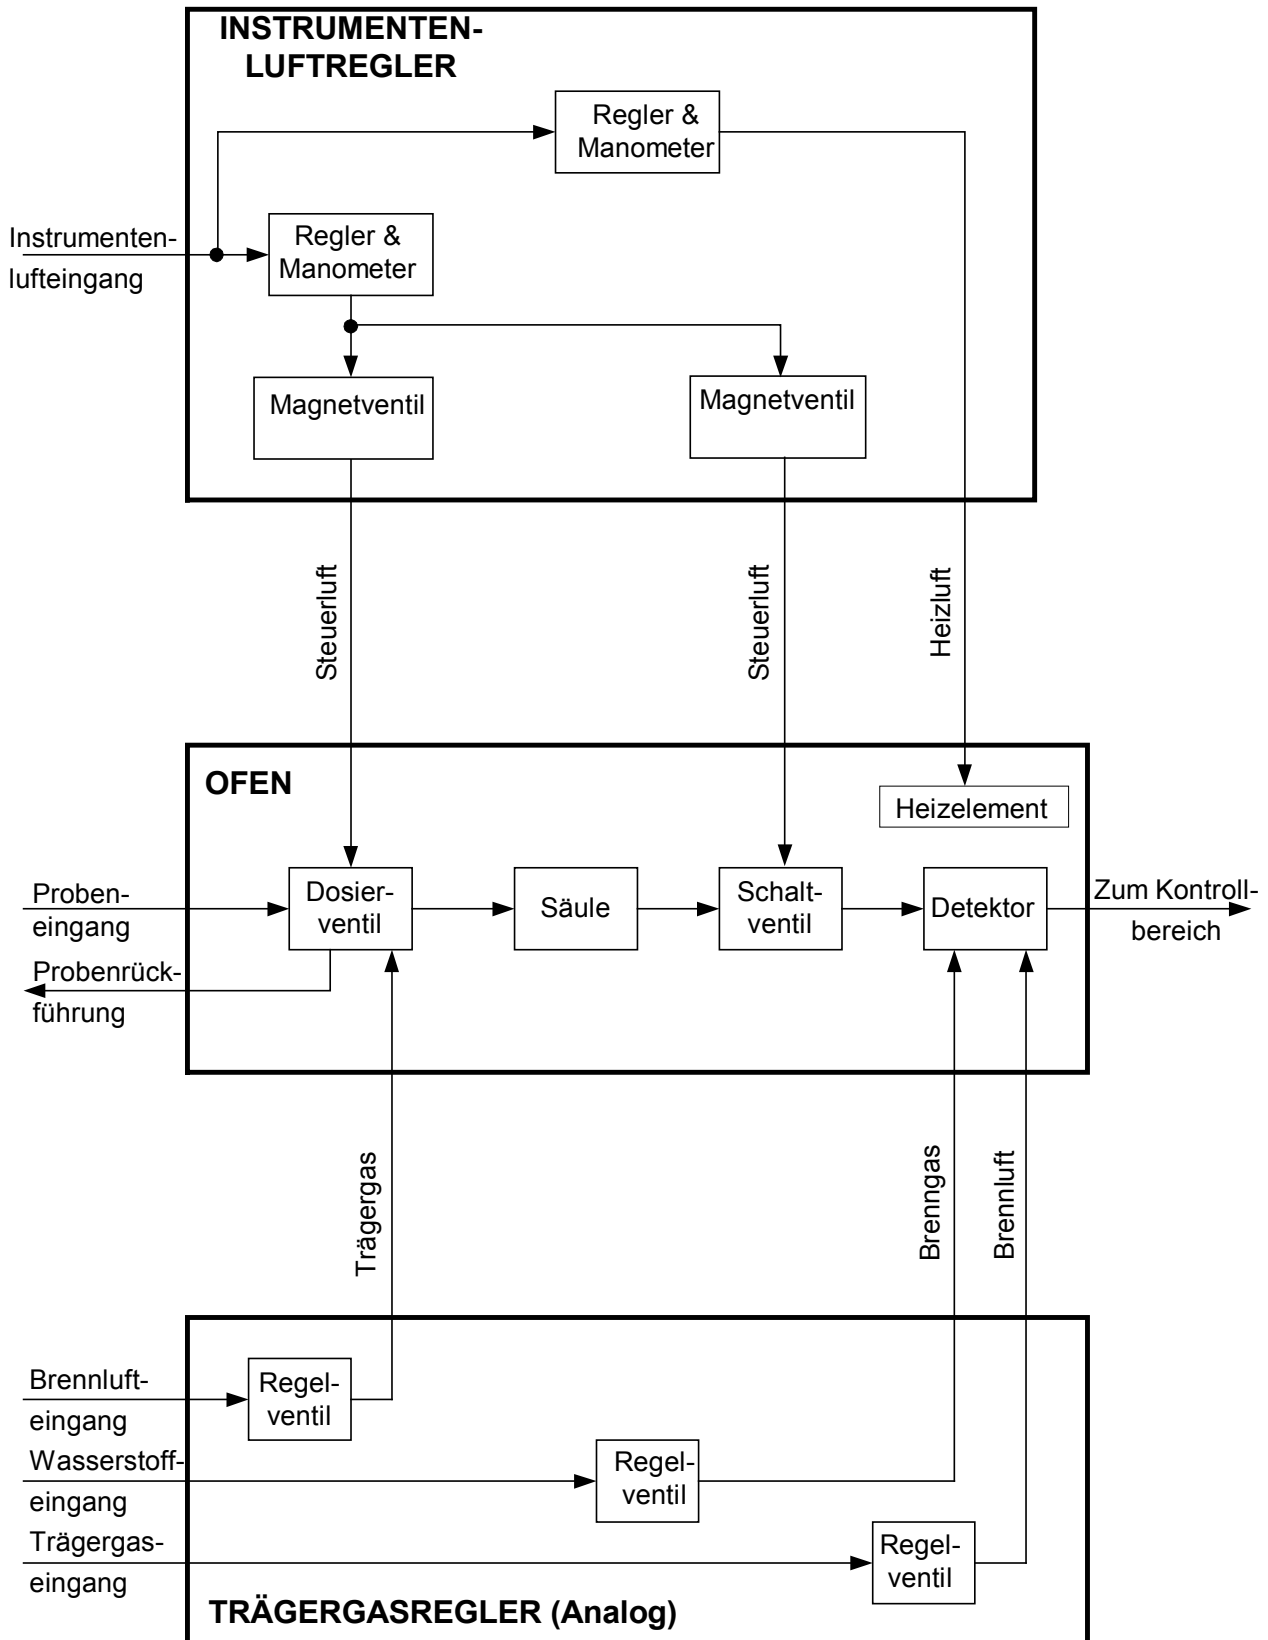 INSTRUMENTEN-
LUFTREGLER
Regler &
Manometer
Instrumenten-
lufteingang
Regler &
Manometer
Magnetventil
Magnetventil
Steuerluft
Steuerluft
Heizluft
OFEN
Heizelement
Proben-
eingang
Dosier-
ventil
Säule
Schalt-
ventil
Detektor
Zum Kontroll-
bereich
Probenrück-
führung
Trägergas
Brenngas
Brennluft
Brennluft-
eingang
Regel-
ventil
Wasserstoff-
eingang
Regel-
ventil
Trägergas-
eingang
Regel-
ventil
TRÄGERGASREGLER (Analog)